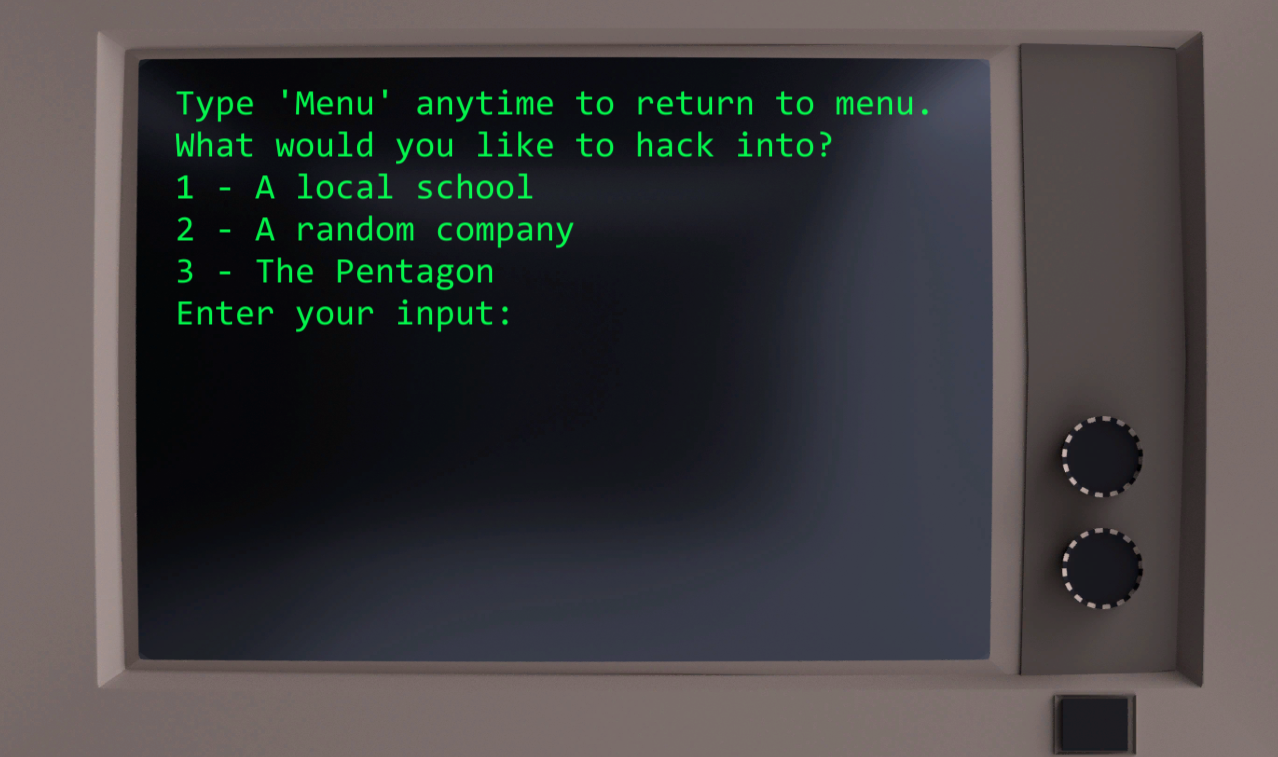 Type 'Menu' anytime to return to menu.
What would you like to hack into?
1 - A local school
2 - A random company
3 - The Pentagon
Enter your input: